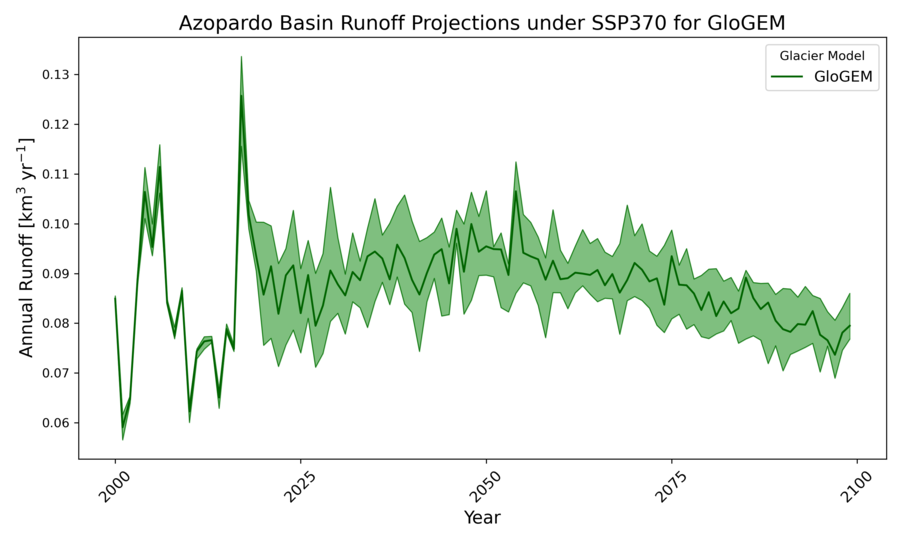 Azopardo Basin Runoff Projections under SSP370 for GloGEM
Glacier Model
GloGEM
Annual Runoff [km³ yr⁻¹]
0.13
0.12
0.11
0.10
0.09
0.08
0.07
0.06
2000
2025
2050
2075
2100
Year